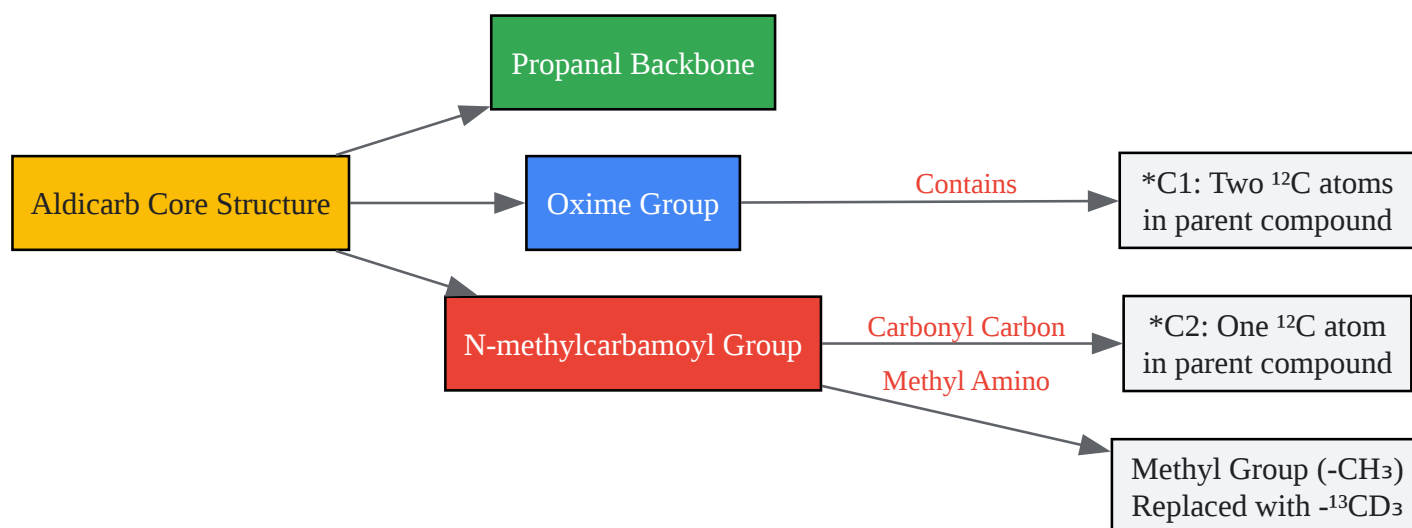 Propanal Backbone
Aldicarb Core Structure
Oxime Group
Contains
*C1: Two ¹²C atoms
in parent compound
N-methylcarbamoyl Group
Carbonyl Carbon
*C2: One ¹²C atom
in parent compound
Methyl Amino
Methyl Group (-CH₃)
Replaced with -¹³CD₃